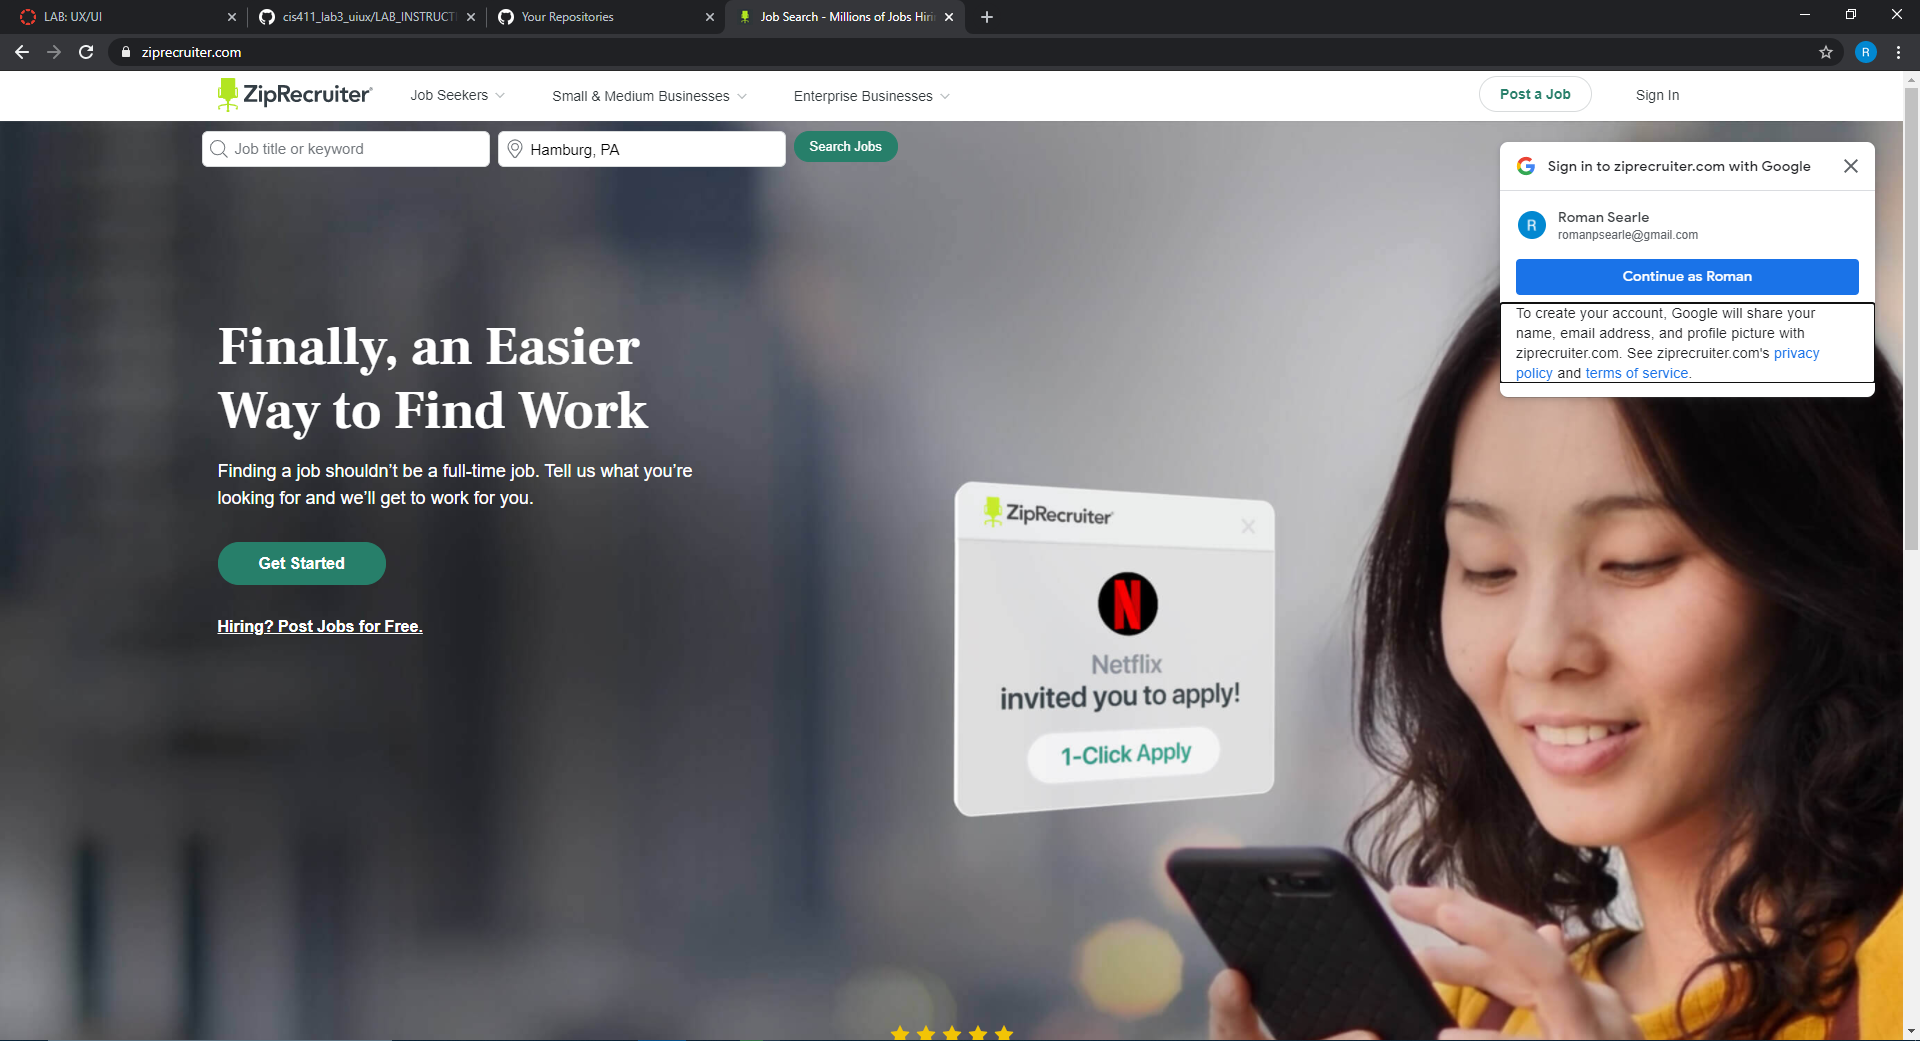 LAB: UX/UI
cis411_lab3_uiux/LAB_INSTRUCTI
Your Repositories
Job Search - Millions of Jobs Hiri
ziprecruiter.com
R
ZipRecruiter
Job Seekers
Small & Medium Businesses
Enterprise Businesses
Post a Job
Sign In
Job title or keyword
Hamburg, PA
Search Jobs
Sign in to ziprecruiter.com with Google
R
Roman Searle
romanpsearle@gmail.com
Continue as Roman
To create your account, Google will share your
name, email address, and profile picture with
ziprecruiter.com. See ziprecruiter.com's privacy
policy and terms of service.
Finally, an Easier
Way to Find Work
Finding a job shouldn’t be a full-time job. Tell us what you’re
looking for and we’ll get to work for you.
Get Started
Hiring? Post Jobs for Free.
ZipRecruiter
N
Netflix
invited you to apply!
1-Click Apply